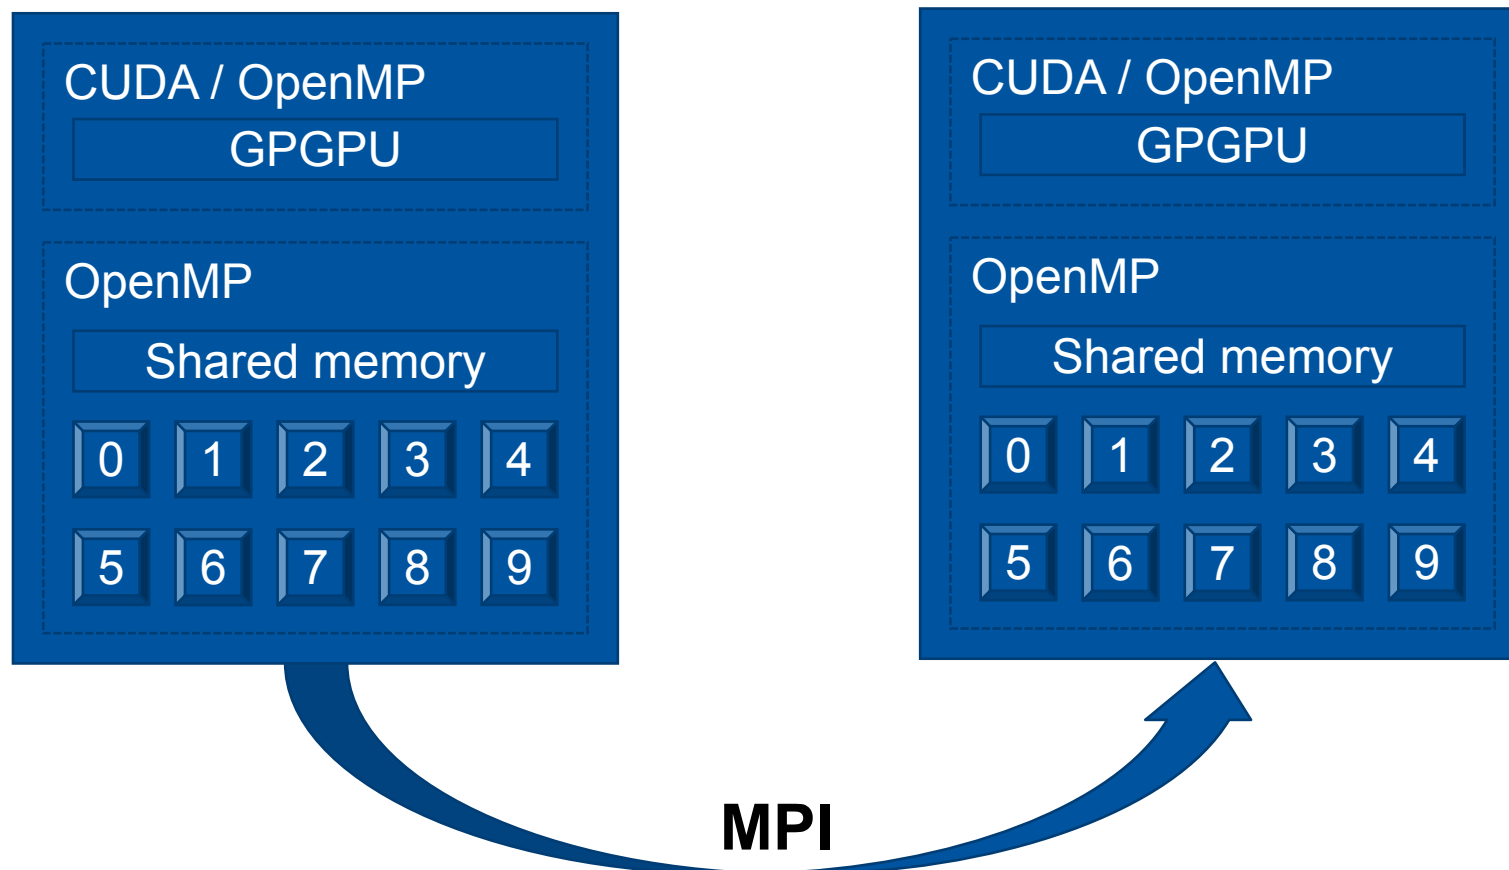 CUDA / OpenMP
GPGPU
OpenMP
Shared memory
0 1 2 3 4
5 6 7 8 9
CUDA / OpenMP
GPGPU
OpenMP
Shared memory
0 1 2 3 4
5 6 7 8 9
MPI